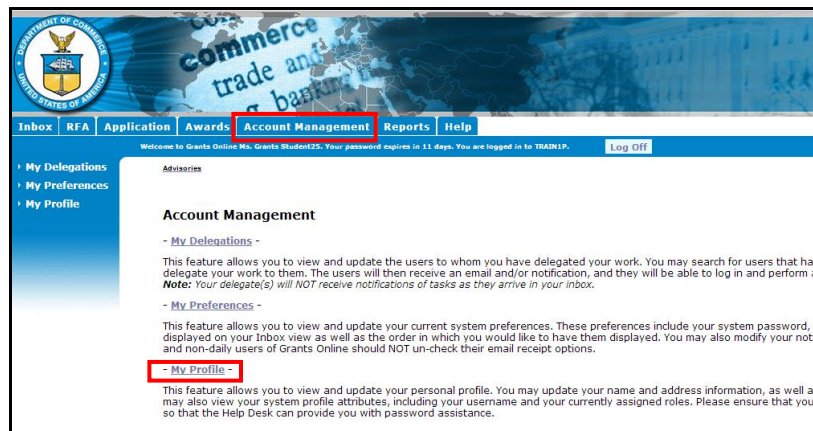 DEPARTMENT OF COMMERCE
UNITED STATES OF AMERICA
commerce
trade and
banking
Inbox RFA Application Awards Account Management Reports Help
Welcome to Grants Online Ms. Grants Student25. Your password expires in 11 days. You are logged in to TRAIN1P. Log Off
My Delegations
My Preferences
My Profile
Advisories
Account Management
- My Delegations -
This feature allows you to view and update the users to whom you have delegated your work. You may search for users that ha
delegate your work to them. The users will then receive an email and/or notification, and they will be able to log in and perform
Note: Your delegate(s) will NOT receive notifications of tasks as they arrive in your inbox.
- My Preferences -
This feature allows you to view and update your current system preferences. These preferences include your system password,
displayed on your Inbox view as well as the order in which you would like to have them displayed. You may also modify your not
and non-daily users of Grants Online should NOT un-check their email receipt options.
- My Profile -
This feature allows you to view and update your personal profile. You may update your name and address information, as well a
may also view your system profile attributes, including your username and your currently assigned roles. Please ensure that you
so that the Help Desk can provide you with password assistance.